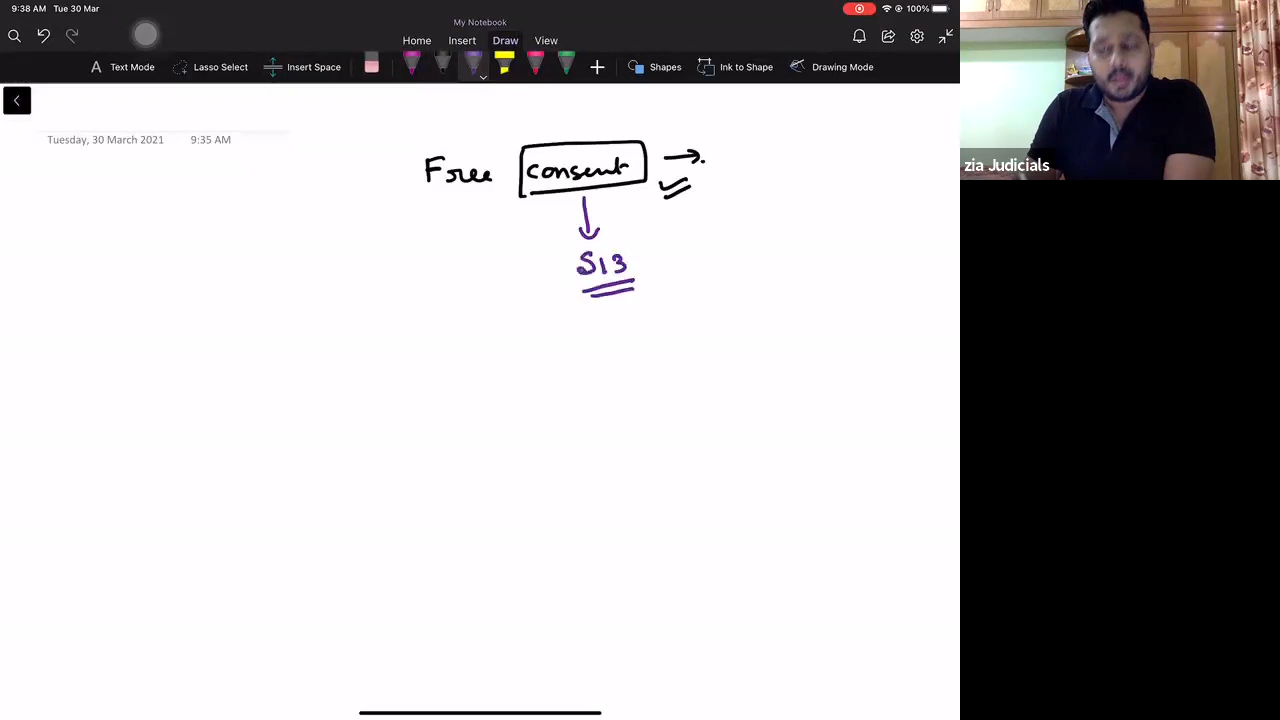 9:38 AM Tue 30 Mar
100%
My Notebook
Home Insert Draw View
Text Mode Lasso Select Insert Space Shapes Ink to Shape Drawing Mode
Tuesday, 30 March 2021 9:35 AM
Free consent
S13
zia Judicials